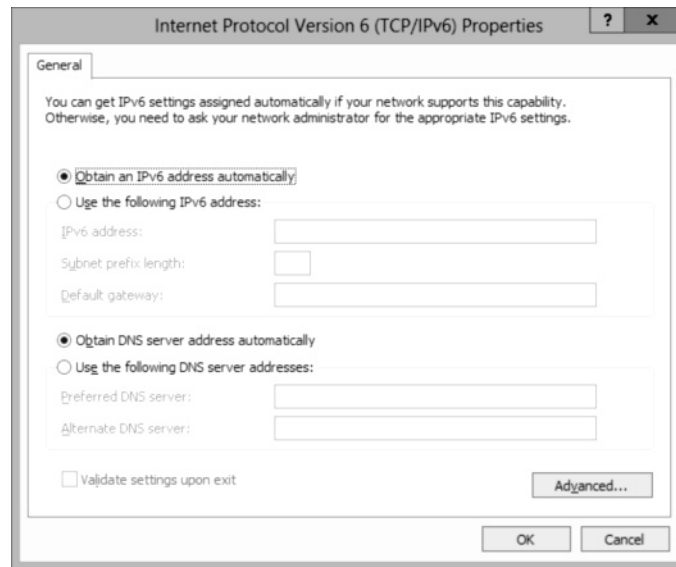 Internet Protocol Version 6 (TCP/IPv6) Properties
? x
General
You can get IPv6 settings assigned automatically if your network supports this capability.
Otherwise, you need to ask your network administrator for the appropriate IPv6 settings.
Obtain an IPv6 address automatically
Use the following IPv6 address:
IPv6 address:
Subnet prefix length:
Default gateway:
Obtain DNS server address automatically
Use the following DNS server addresses:
Preferred DNS server:
Alternate DNS server:
Validate settings upon exit
Advanced...
OK Cancel